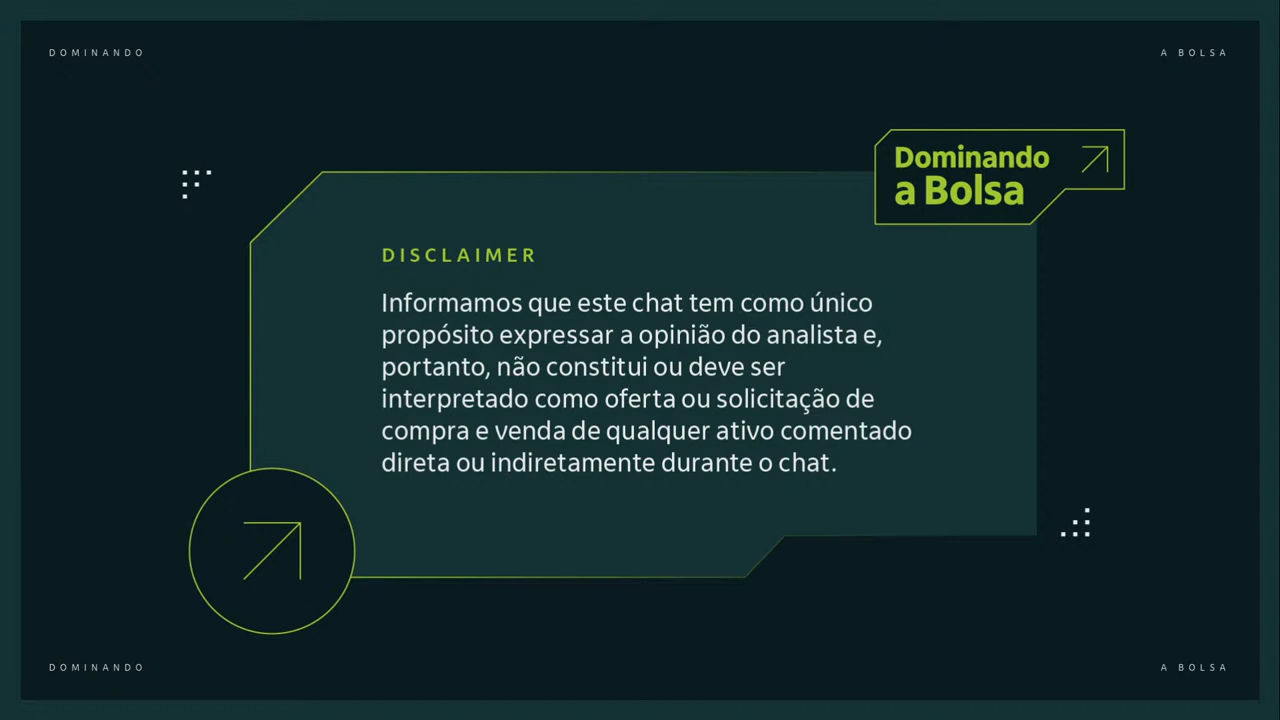 DOMINANDO
A BOLSA
Dominando
a Bolsa
DISCLAIMER
Informamos que este chat tem como único
propósito expressar a opinião do analista e,
portanto, não constitui ou deve ser
interpretado como oferta ou solicitação de
compra e venda de qualquer ativo comentado
direta ou indiretamente durante o chat.
DOMINANDO
A BOLSA